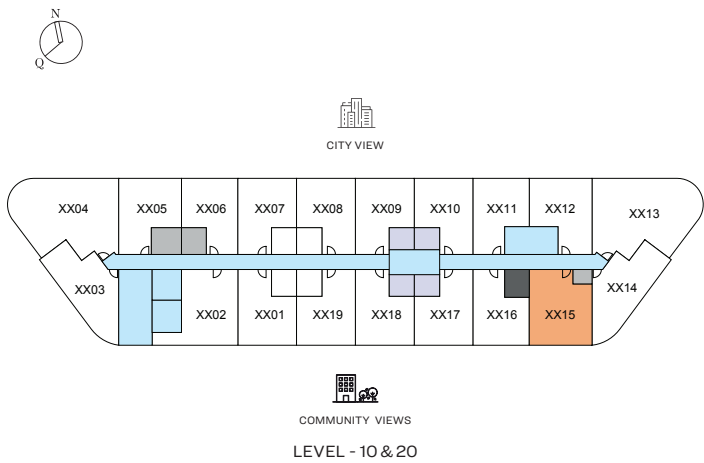 N
Q
CITY VIEW
XX04 XX05 XX06 XX07 XX08 XX09 XX10 XX11 XX12 XX13
XX03 XX14
XX02 XX01 XX19 XX18 XX17 XX16 XX15
COMMUNITY VIEWS
LEVEL - 10 & 20